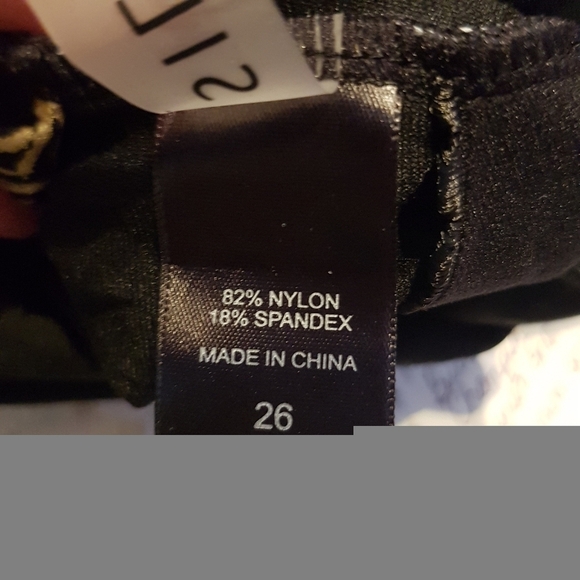 82% NYLON
18% SPANDEX
MADE IN CHINA
26